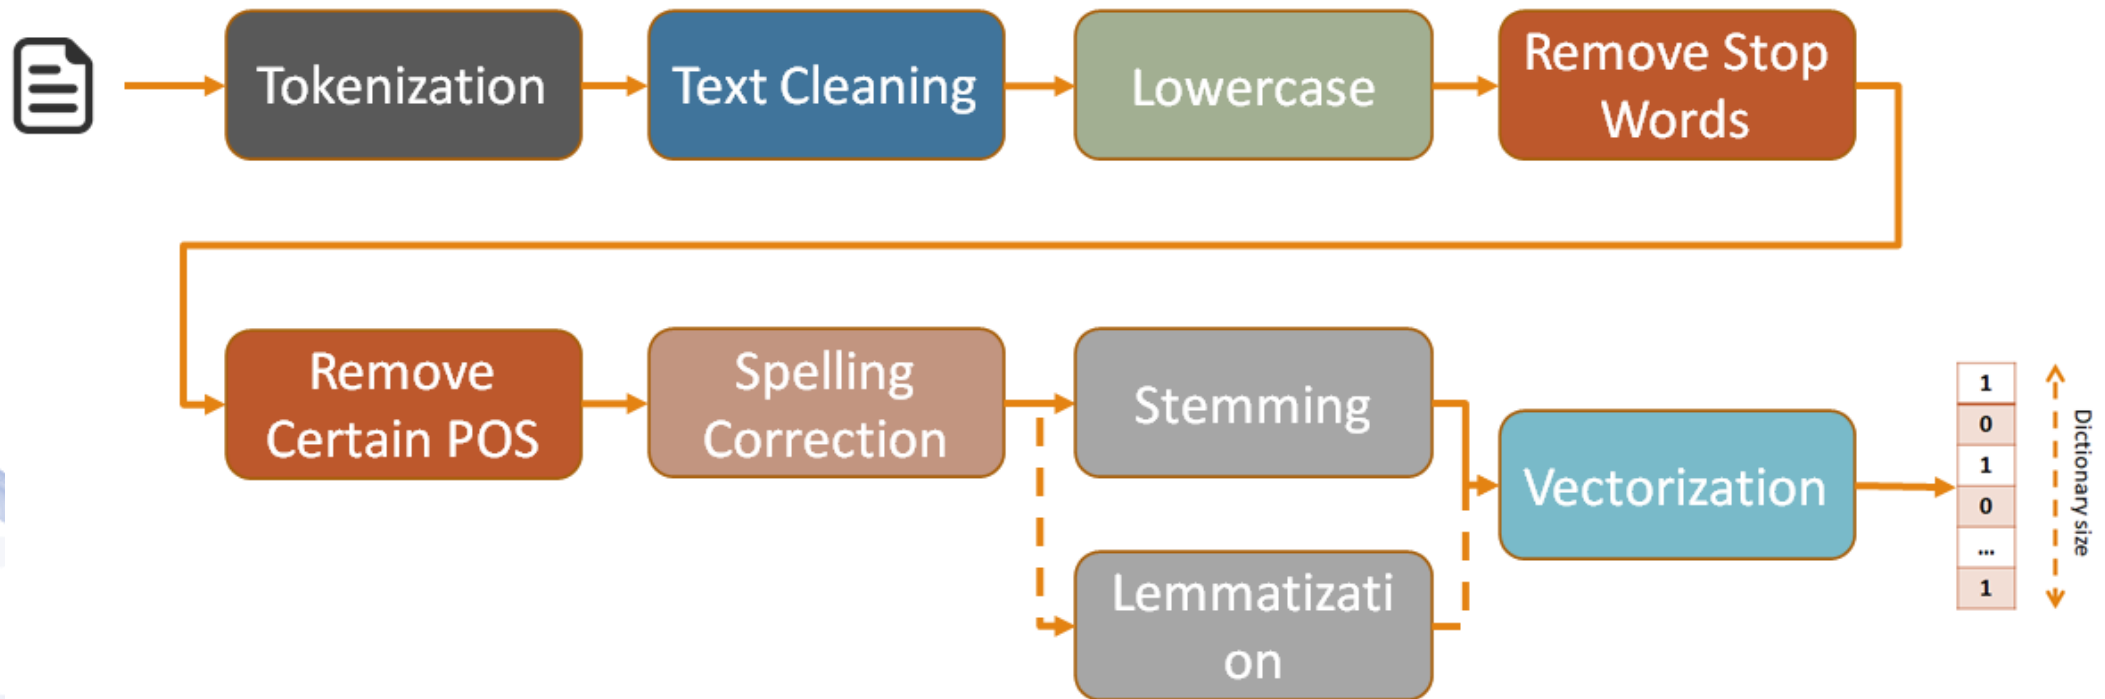 Tokenization
Text Cleaning
Lowercase
Remove Stop
Words
Remove
Certain POS
Spelling
Correction
Stemming
Lemmatizati
on
Vectorization
1
0
1
0
...
1
Dictionary size